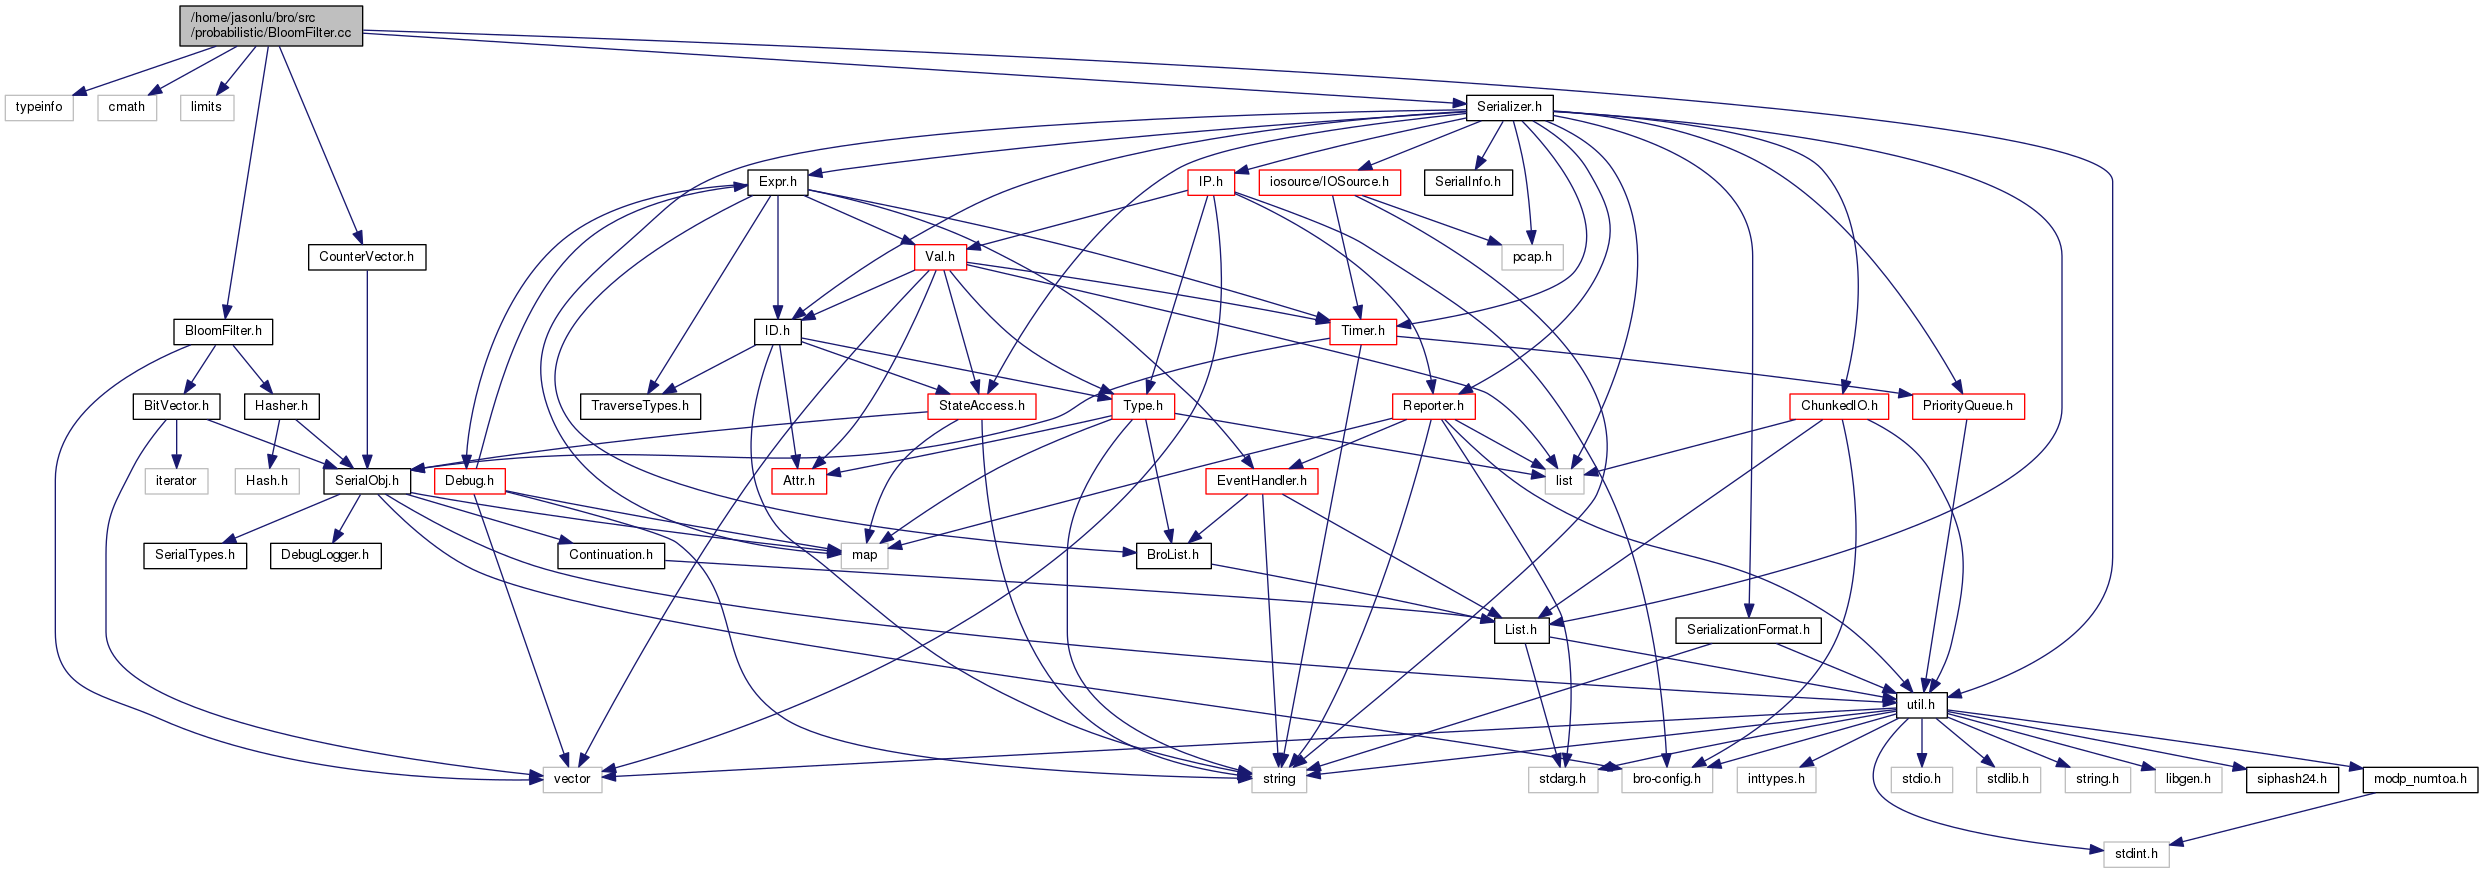 /home/jasonlu/bro/src
/probabilistic/BloomFilter.cc
typeinfo
cmath
limits
Serializer.h
Expr.h
IP.h
iosource/IOSource.h
SerialInfo.h
CounterVector.h
Val.h
pcap.h
BloomFilter.h
ID.h
Timer.h
BitVector.h
Hasher.h
TraverseTypes.h
StateAccess.h
Type.h
Reporter.h
ChunkedIO.h
PriorityQueue.h
iterator
Hash.h
SerialObj.h
Debug.h
Attr.h
EventHandler.h
list
SerialTypes.h
DebugLogger.h
Continuation.h
map
BroList.h
List.h
SerializationFormat.h
util.h
vector
string
stdarg.h
bro-config.h
inttypes.h
stdio.h
stdlib.h
string.h
libgen.h
siphash24.h
modp_numtoa.h
stdint.h